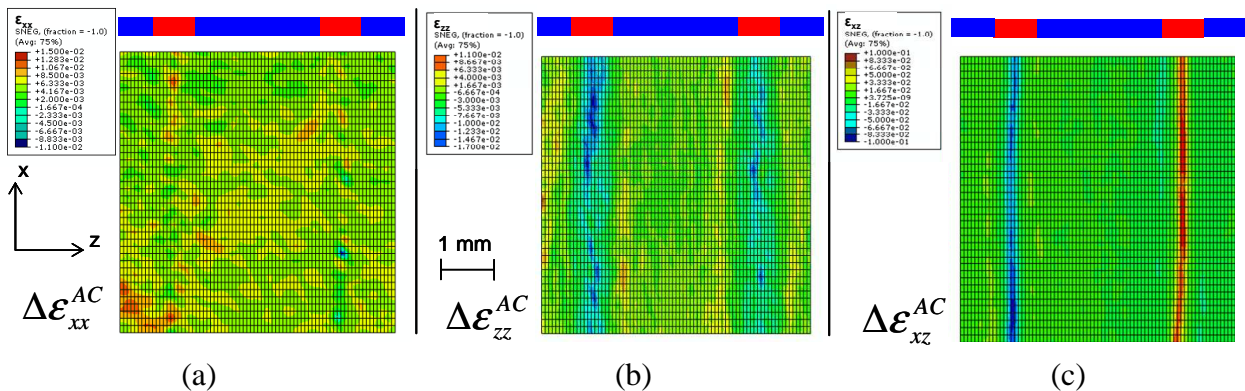 εxx
SNEG, (fraction = -1.0)
(Avg: 75%)
+1.500e-02
+1.283e-02
+1.067e-02
+8.500e-03
+6.333e-03
+4.167e-03
+2.000e-03
-1.667e-04
-2.333e-03
-4.500e-03
-6.667e-03
-8.833e-03
-1.100e-02
x
z
Δε_xx^AC
(a)
εzz
SNEG, (fraction = -1.0)
(Avg: 75%)
+1.100e-02
+8.667e-03
+6.333e-03
+4.000e-03
+1.667e-03
-6.667e-04
-3.000e-03
-5.333e-03
-7.667e-03
-1.000e-02
-1.233e-02
-1.467e-02
-1.700e-02
1 mm
Δε_zz^AC
(b)
εxz
SNEG, (fraction = -1.0)
(Avg: 75%)
+1.000e-01
+8.333e-02
+6.667e-02
+5.000e-02
+3.333e-02
+1.667e-02
+3.725e-09
-1.667e-02
-3.333e-02
-5.000e-02
-6.667e-02
-8.333e-02
-1.000e-01
Δε_xz^AC
(c)